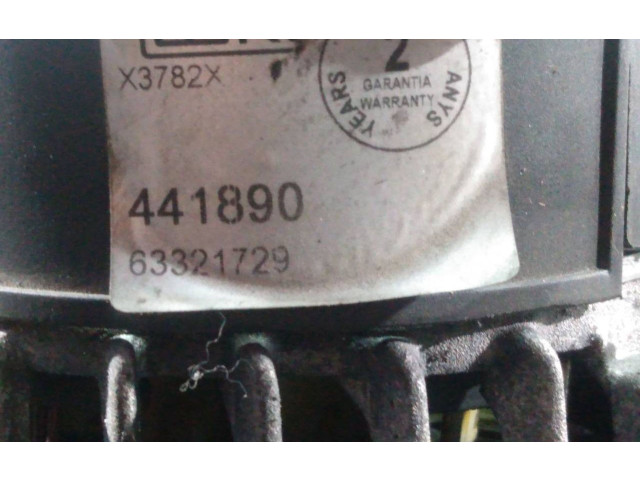 X3782X
2
GARANTIA
WARRANTY
YEARS
ANYS
441890
63321729